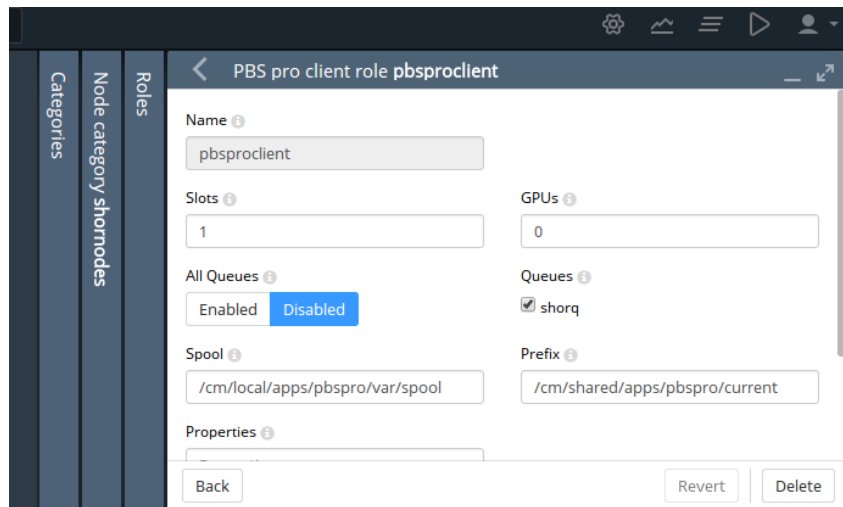 Categories
Node category shornodes
Roles
PBS pro client role pbsproclient
Name
pbsproclient
Slots
GPUs
1
0
All Queues
Queues
Enabled Disabled
shorq
Spool
Prefix
/cm/local/apps/pbspro/var/spool
/cm/shared/apps/pbspro/current
Properties
Back
Revert
Delete